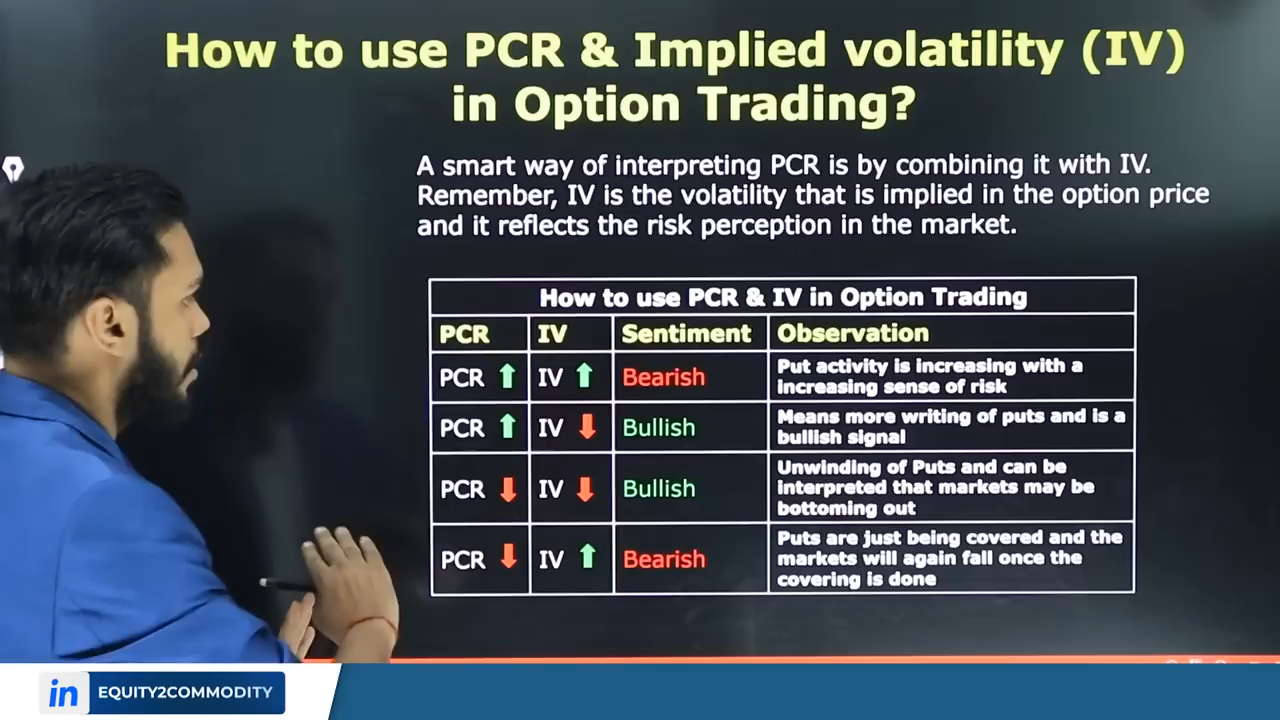 How to use PCR & Implied volatility (IV)
in Option Trading?
A smart way of interpreting PCR is by combining it with IV.
Remember, IV is the volatility that is implied in the option price
and it reflects the risk perception in the market.
How to use PCR & IV in Option Trading
PCR IV Sentiment Observation
PCR IV Bearish Put activity is increasing with a
increasing sense of risk
PCR IV Bullish Means more writing of puts and is a
bullish signal
PCR IV Bullish Unwinding of Puts and can be
interpreted that markets may be
bottoming out
PCR IV Bearish Puts are just being covered and the
markets will again fall once the
covering is done
in EQUITY2COMMODITY